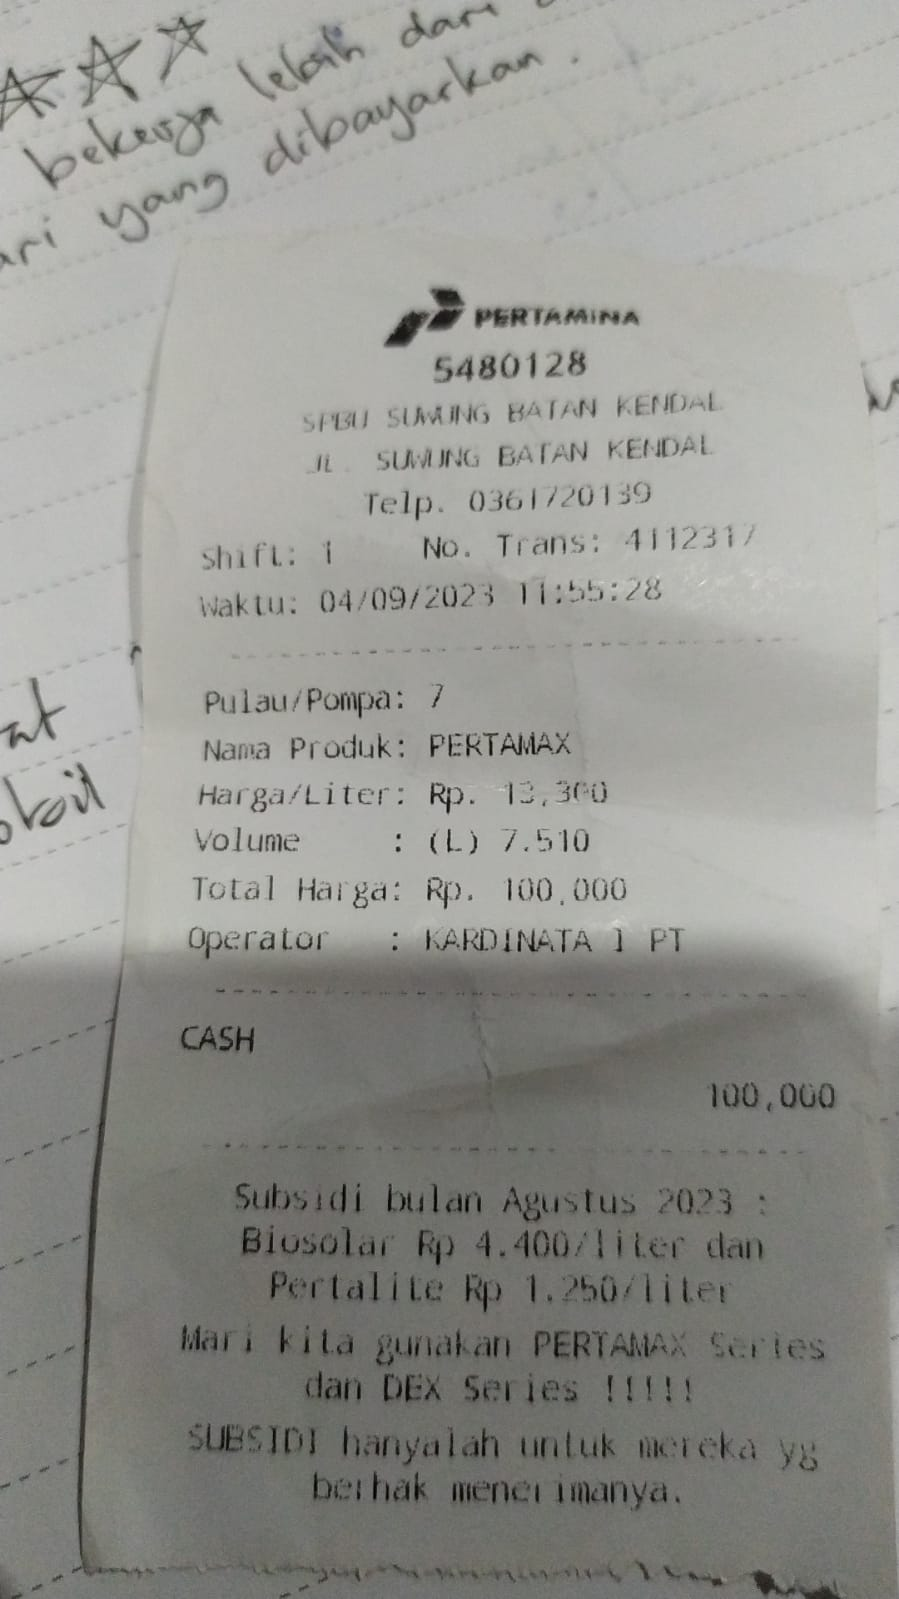 bekerja lebih dari
ari yang dibayarkan.
PERTAMINA
5480128
SPBU SUWUNG BATAN KENDAL
JL. SUWUNG BATAN KENDAL
Telp. 0361720139
Shift: 1 No. Trans: 4112317
Waktu: 04/09/2023 11:55:28
Pulau/Pompa: 7
Nama Produk: PERTAMAX
Harga/Liter: Rp. 13,300
Volume : (L) 7.510
Total Harga: Rp. 100,000
Operator : KARDINATA 1 PT
CASH
100,000
Subsidi bulan Agustus 2023 :
Biosolar Rp 4.400/liter dan
Pertalite Rp 1.250/liter
Mari kita gunakan PERTAMAX Series
dan DEX Series !!!!!
SUBSIDI hanyalah untuk mereka yg
berhak menerimanya.